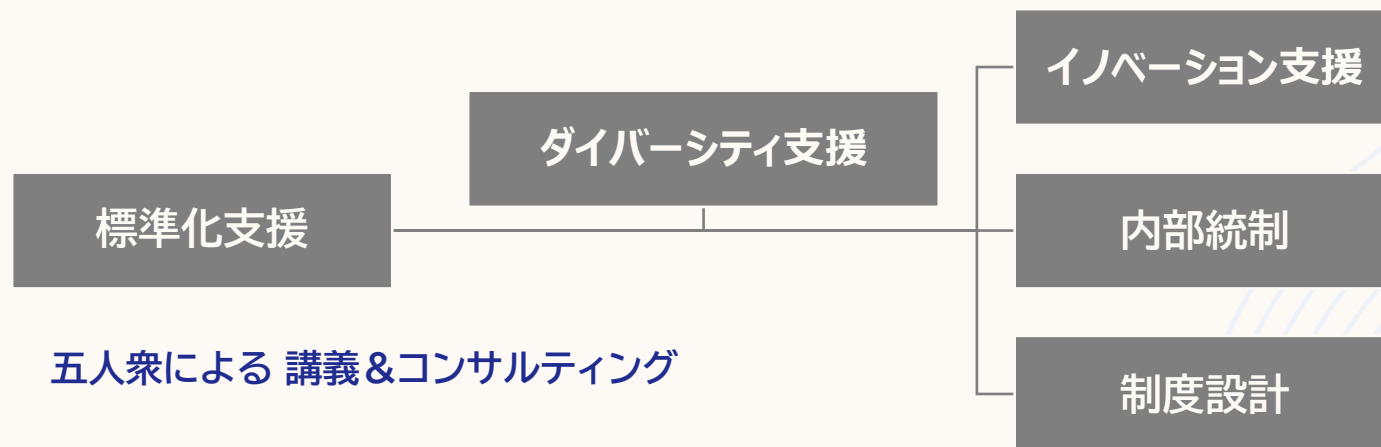 イノベーション支援
ダイバーシティ支援
標準化支援
内部統制
五人衆による 講義＆コンサルティング
制度設計